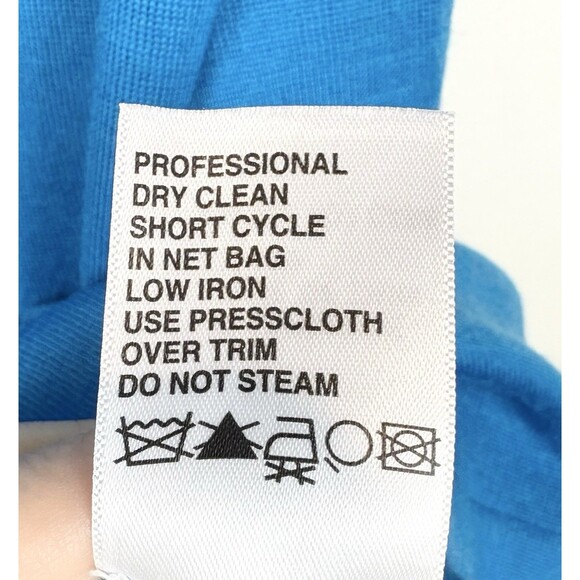 PROFESSIONAL
DRY CLEAN
SHORT CYCLE
IN NET BAG
LOW IRON
USE PRESSCLOTH
OVER TRIM
DO NOT STEAM